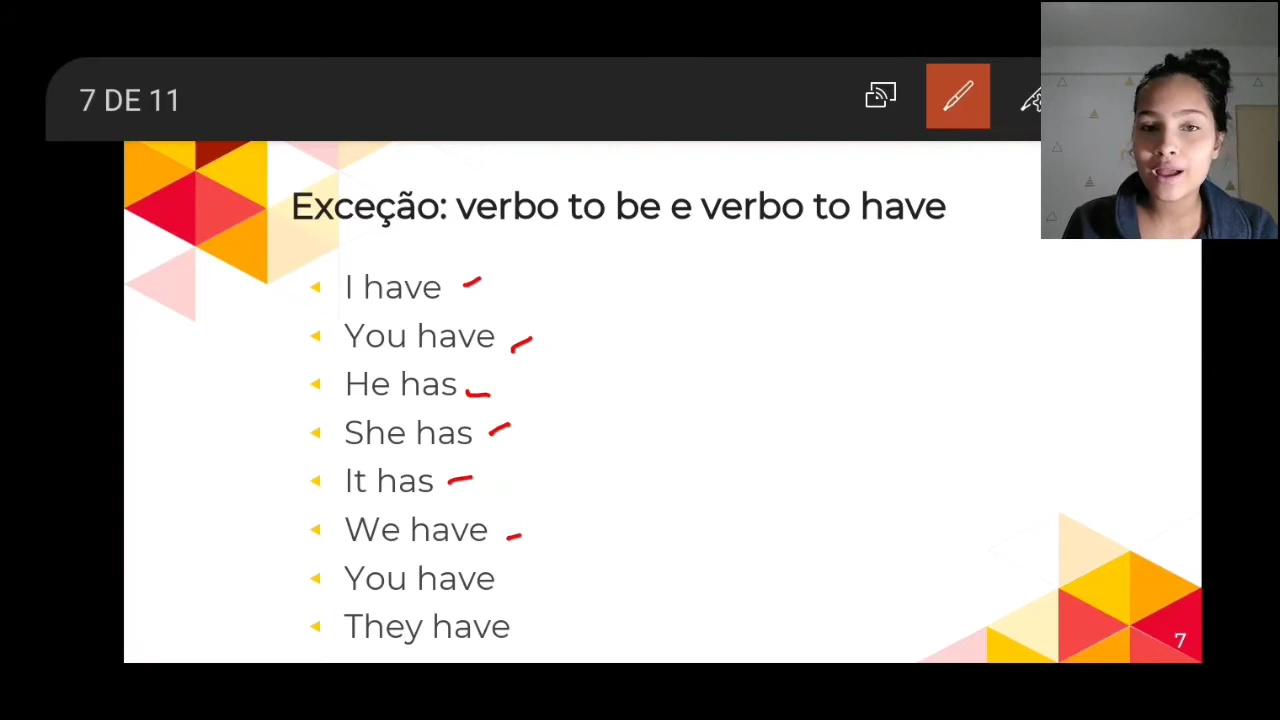 7 DE 11
Exceção: verbo to be e verbo to have
I have
You have
He has
She has
It has
We have
You have
They have
7